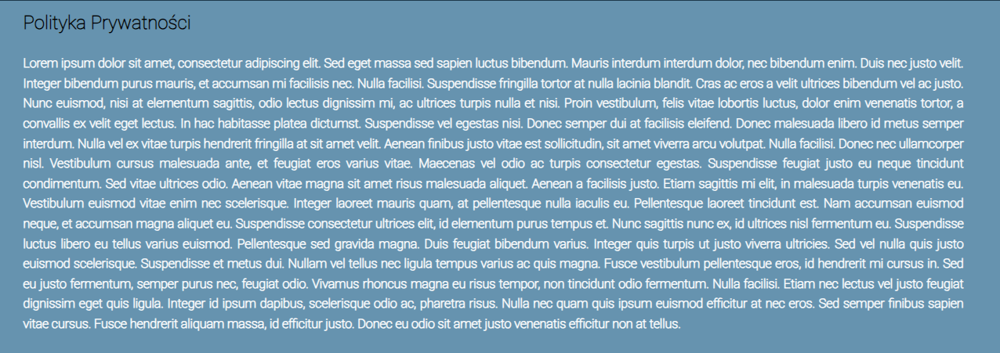 Polityka Prywatności
Lorem ipsum dolor sit amet, consectetur adipiscing elit. Sed eget massa sed sapien luctus bibendum. Mauris interdum interdum dolor, nec bibendum enim. Duis nec justo velit.
Integer bibendum purus mauris, et accumsan mi facilisis nec. Nulla facilisi. Suspendisse fringilla tortor at nulla lacinia blandit. Cras ac eros a velit ultrices bibendum vel ac justo.
Nunc euismod, nisi at elementum sagittis, odio lectus dignissim mi, ac ultrices turpis nulla et nisi. Proin vestibulum, felis vitae lobortis luctus, dolor enim venenatis tortor, a
convallis ex velit eget lectus. In hac habitasse platea dictumst. Suspendisse vel egestas nisi. Donec semper dui at facilisis eleifend. Donec malesuada libero id metus semper
interdum. Nulla vel ex vitae turpis hendrerit fringilla at sit amet velit. Aenean finibus justo vitae est sollicitudin, sit amet viverra arcu volutpat. Nulla facilisi. Donec nec ullamcorper
nisl. Vestibulum cursus malesuada ante, et feugiat eros varius vitae. Maecenas vel odio ac turpis consectetur egestas. Suspendisse feugiat justo eu neque tincidunt
condimentum. Sed vitae ultrices odio. Aenean vitae magna sit amet risus malesuada aliquet. Aenean a facilisis justo. Etiam sagittis mi elit, in malesuada turpis venenatis eu.
Vestibulum euismod vitae enim nec scelerisque. Integer laoreet mauris quam, at pellentesque nulla iaculis eu. Pellentesque laoreet tincidunt est. Nam accumsan euismod
neque, et accumsan magna aliquet eu. Suspendisse consectetur ultrices elit, id elementum purus tempus et. Nunc sagittis nunc ex, id ultrices nisl fermentum eu. Suspendisse
luctus libero eu tellus varius euismod. Pellentesque sed gravida magna. Duis feugiat bibendum varius. Integer quis turpis ut justo viverra ultricies. Sed vel nulla quis justo
euismod scelerisque. Suspendisse et metus dui. Nullam vel tellus nec ligula tempus varius ac quis magna. Fusce vestibulum pellentesque eros, id hendrerit mi cursus in. Sed
eu justo fermentum, semper purus nec, feugiat odio. Vivamus rhoncus magna eu risus tempor, non tincidunt odio fermentum. Nulla facilisi. Etiam nec lectus vel justo feugiat
dignissim eget quis ligula. Integer id ipsum dapibus, scelerisque odio ac, pharetra risus. Nulla nec quam quis ipsum euismod efficitur at nec eros. Sed semper finibus sapien
vitae cursus. Fusce hendrerit aliquam massa, id efficitur justo. Donec eu odio sit amet justo venenatis efficitur non at tellus.